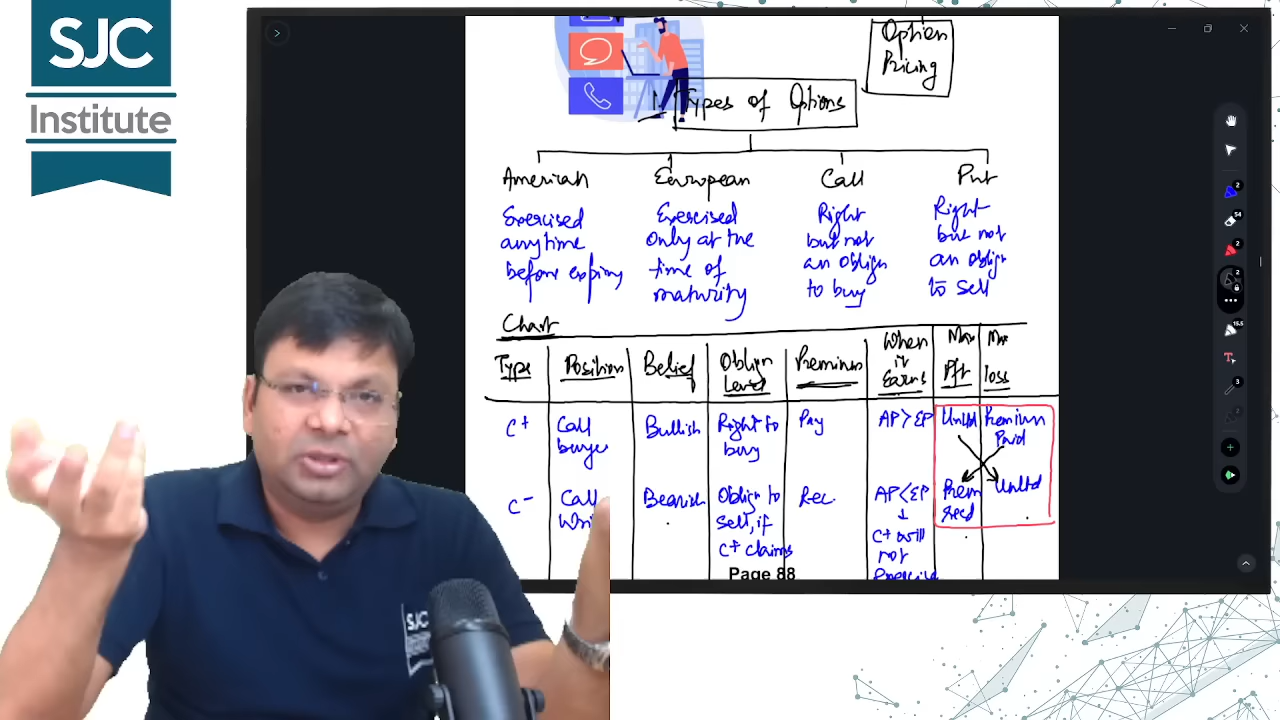 SJC
Institute
Option
Pricing
1. Types of Options
American
European
Call
Put
Exercised
anytime
before expiry
Exercised
only at the
time of
maturity
Right
but not
an oblign
to buy
Right
but not
an oblign
to sell
Chart
Type
Position
Belief
Oblign
Level
Premium
When
it
Earns
Max
Pft
Max
loss
C+
Call
buyer
Bullish
Right to
buy
Pay
AP>EP
Unltd
Premium
Paid
C-
Call
Bearish
Oblign to
sell, if
C+ claims
Rec.
AP<EP
↓
C+ will
not
Prem
Recd
Unltd
Page 88
SJC